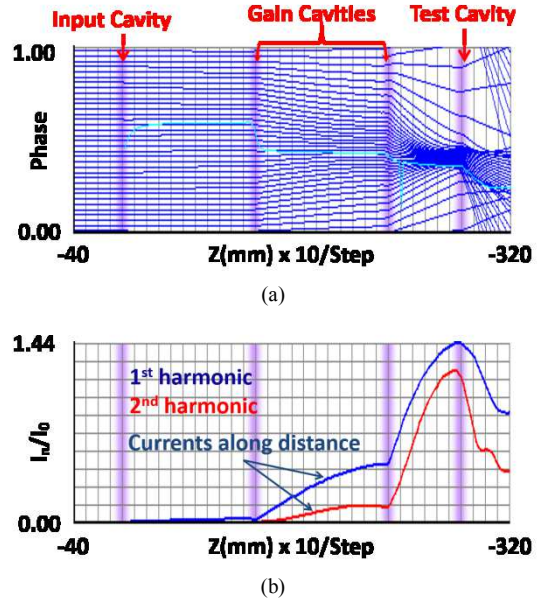 Input Cavity
Gain Cavities
Test Cavity
1.00
Phase
0.00
-40
Z(mm) x 10/Step
-320
(a)
1.44
1st harmonic
2nd harmonic
Currents along distance
In/I0
0.00
-40
Z(mm) x 10/Step
-320
(b)